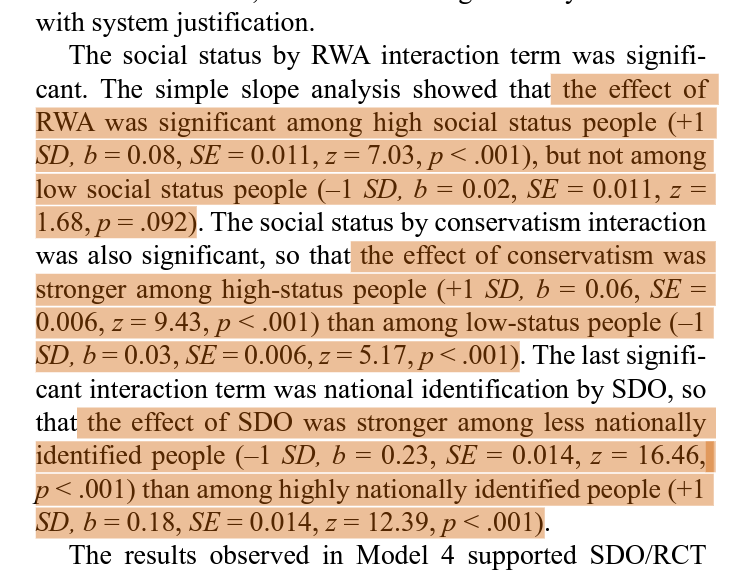 with system justification.
The social status by RWA interaction term was signifi-
cant. The simple slope analysis showed that the effect of
RWA was significant among high social status people (+1
SD, b = 0.08, SE = 0.011, z = 7.03, p < .001), but not among
low social status people (–1 SD, b = 0.02, SE = 0.011, z =
1.68, p = .092). The social status by conservatism interaction
was also significant, so that the effect of conservatism was
stronger among high-status people (+1 SD, b = 0.06, SE =
0.006, z = 9.43, p < .001) than among low-status people (–1
SD, b = 0.03, SE = 0.006, z = 5.17, p < .001). The last signifi-
cant interaction term was national identification by SDO, so
that the effect of SDO was stronger among less nationally
identified people (–1 SD, b = 0.23, SE = 0.014, z = 16.46,
p < .001) than among highly nationally identified people (+1
SD, b = 0.18, SE = 0.014, z = 12.39, p < .001).
The results observed in Model 4 supported SDO/RCT